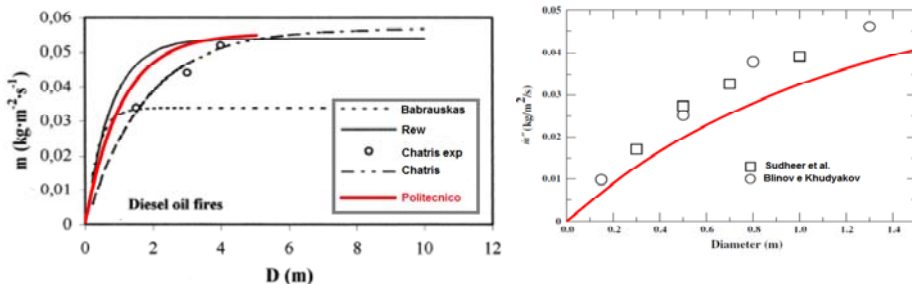 0,06
0,05
0,04
0,03
0,02
0,01
0
m (kg·m⁻²·s⁻¹)
Babrauskas
Rew
Chatris exp
Chatris
Politecnico
Diesel oil fires
0 2 4 6 8 10 12
D (m)
0.05
0.04
0.03
0.02
0.01
0
ṁ" (kg/m²/s)
Sudheer et al.
Blinov e Khudyakov
0.0 0.2 0.4 0.6 0.8 1.0 1.2 1.4
Diameter (m)